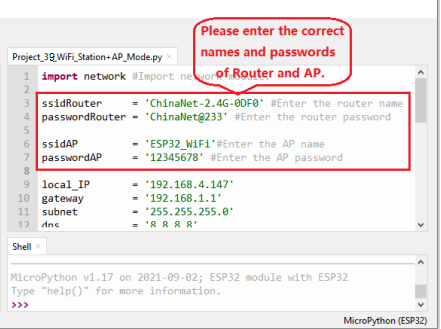 Please enter the correct
names and passwords
of Router and AP.
Project_39_WiFi_Station+AP_Mode.py ×
1 import network #Import network module.
2
3 ssidRouter = 'ChinaNet-2.4G-0DF0' #Enter the router name
4 passwordRouter = 'ChinaNet@233' #Enter the router password
5
6 ssidAP = 'ESP32_WiFi'#Enter the AP name
7 passwordAP = '12345678' #Enter the AP password
8
9 local_IP = '192.168.4.147'
10 gateway = '192.168.1.1'
11 subnet = '255.255.255.0'
12 dns = '8.8.8.8'
Shell ×
MicroPython v1.17 on 2021-09-02; ESP32 module with ESP32
Type "help()" for more information.
>>>
MicroPython (ESP32)